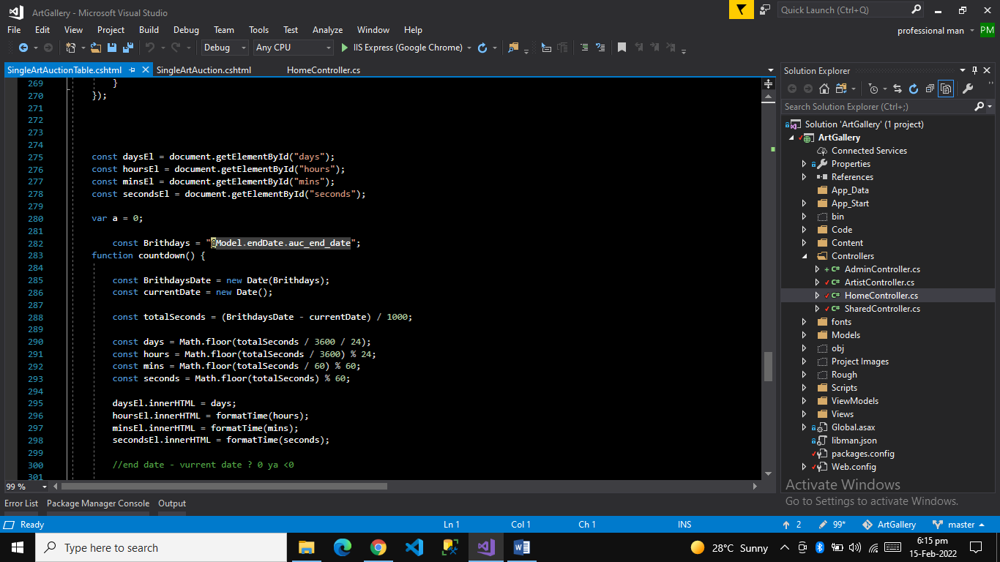 ArtGallery - Microsoft Visual Studio
Quick Launch (Ctrl+Q)
File Edit View Project Build Debug Team Tools Test Analyze Window Help
professional man PM
Debug Any CPU IIS Express (Google Chrome)
SingleArtAuctionTable.cshtml SingleArtAuction.cshtml HomeController.cs
269 }
270 });
271
272
273
274
275 const daysEl = document.getElementById("days");
276 const hoursEl = document.getElementById("hours");
277 const minsEl = document.getElementById("mins");
278 const secondsEl = document.getElementById("seconds");
279
280 var a = 0;
281
282 const Brithdays = "@Model.endDate.auc_end_date";
283 function countdown() {
284
285 const BrithdaysDate = new Date(Brithdays);
286 const currentDate = new Date();
287
288 const totalSeconds = (BrithdaysDate - currentDate) / 1000;
289
290 const days = Math.floor(totalSeconds / 3600 / 24);
291 const hours = Math.floor(totalSeconds / 3600) % 24;
292 const mins = Math.floor(totalSeconds / 60) % 60;
293 const seconds = Math.floor(totalSeconds) % 60;
294
295 daysEl.innerHTML = days;
296 hoursEl.innerHTML = formatTime(hours);
297 minsEl.innerHTML = formatTime(mins);
298 secondsEl.innerHTML = formatTime(seconds);
299
300 //end date - vurrent date ? 0 ya <0
301
99 %
Solution Explorer
Search Solution Explorer (Ctrl+;)
Solution 'ArtGallery' (1 project)
ArtGallery
Connected Services
Properties
References
App_Data
App_Start
bin
Code
Content
Controllers
C# AdminController.cs
C# ArtistController.cs
C# HomeController.cs
C# SharedController.cs
fonts
Models
obj
Project Images
Rough
Scripts
ViewModels
Views
Global.asax
libman.json
packages.config
Web.config
Activate Windows
Go to Settings to activate Windows.
Error List Package Manager Console Output
Ready Ln 1 Col 1 Ch 1 INS 2 99* ArtGallery master
Type here to search
28°C Sunny
6:15 pm
15-Feb-2022